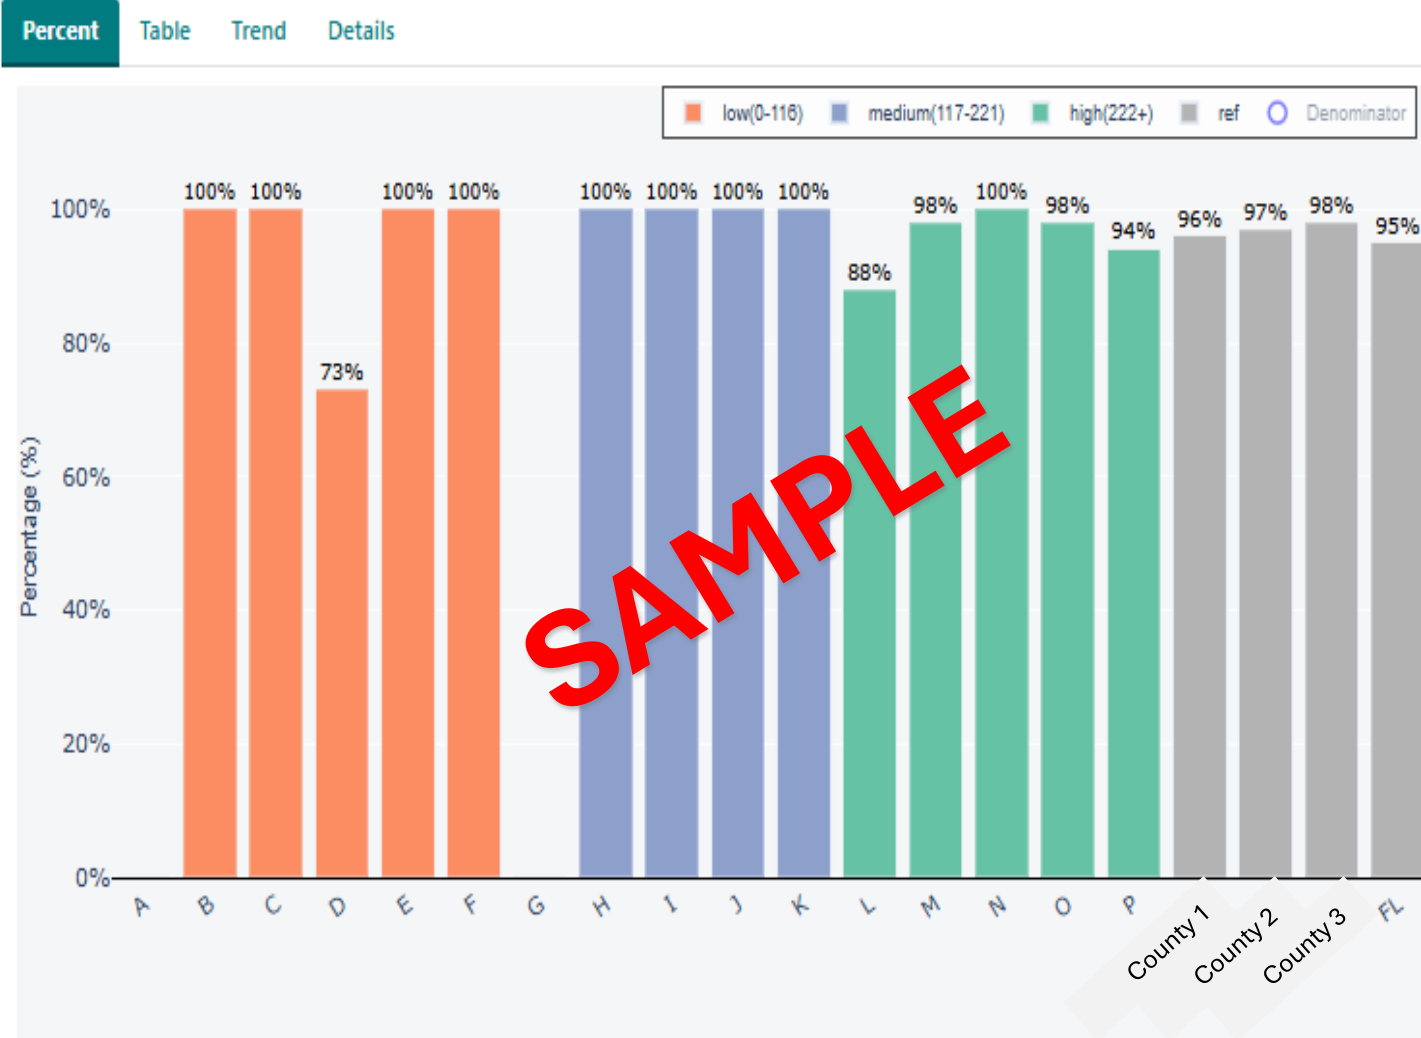 Percent Table Trend Details
low(0-116) medium(117-221) high(222+) ref Denominator
100% 100% 73% 100% 100% 100% 100% 100% 100% 88% 98% 100% 98% 94% 96% 97% 98% 95%
100%
80%
60%
40%
20%
0%
Percentage (%)
SAMPLE
A B C D E F G H I J K L M N O P County 1 County 2 County 3 FL